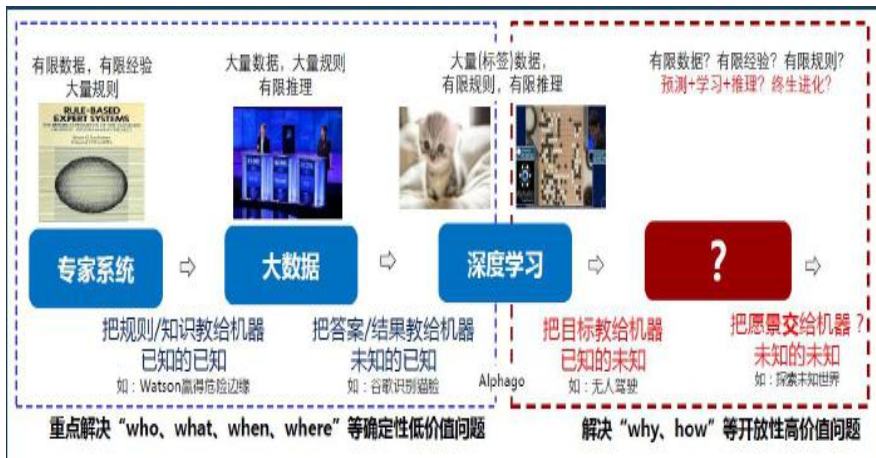 有限数据，有限经验
大量规则
大量数据，大量规则
有限推理
大量(标签)数据，
有限规则，有限推理
有限数据？有限经验？有限规则？
预测+学习+推理？终生进化？
RULE-BASED
EXPERT SYSTEMS
专家系统
大数据
深度学习
？
把规则/知识教给机器
已知的已知
如：Watson赢得危险边缘
把答案/结果教给机器
未知的已知
如：谷歌识别猫脸
Alphago
把目标教给机器
已知的未知
如：无人驾驶
把愿景交给机器？
未知的未知
如：探索未知世界
重点解决“who、what、when、where”等确定性低价值问题
解决“why、how”等开放性高价值问题